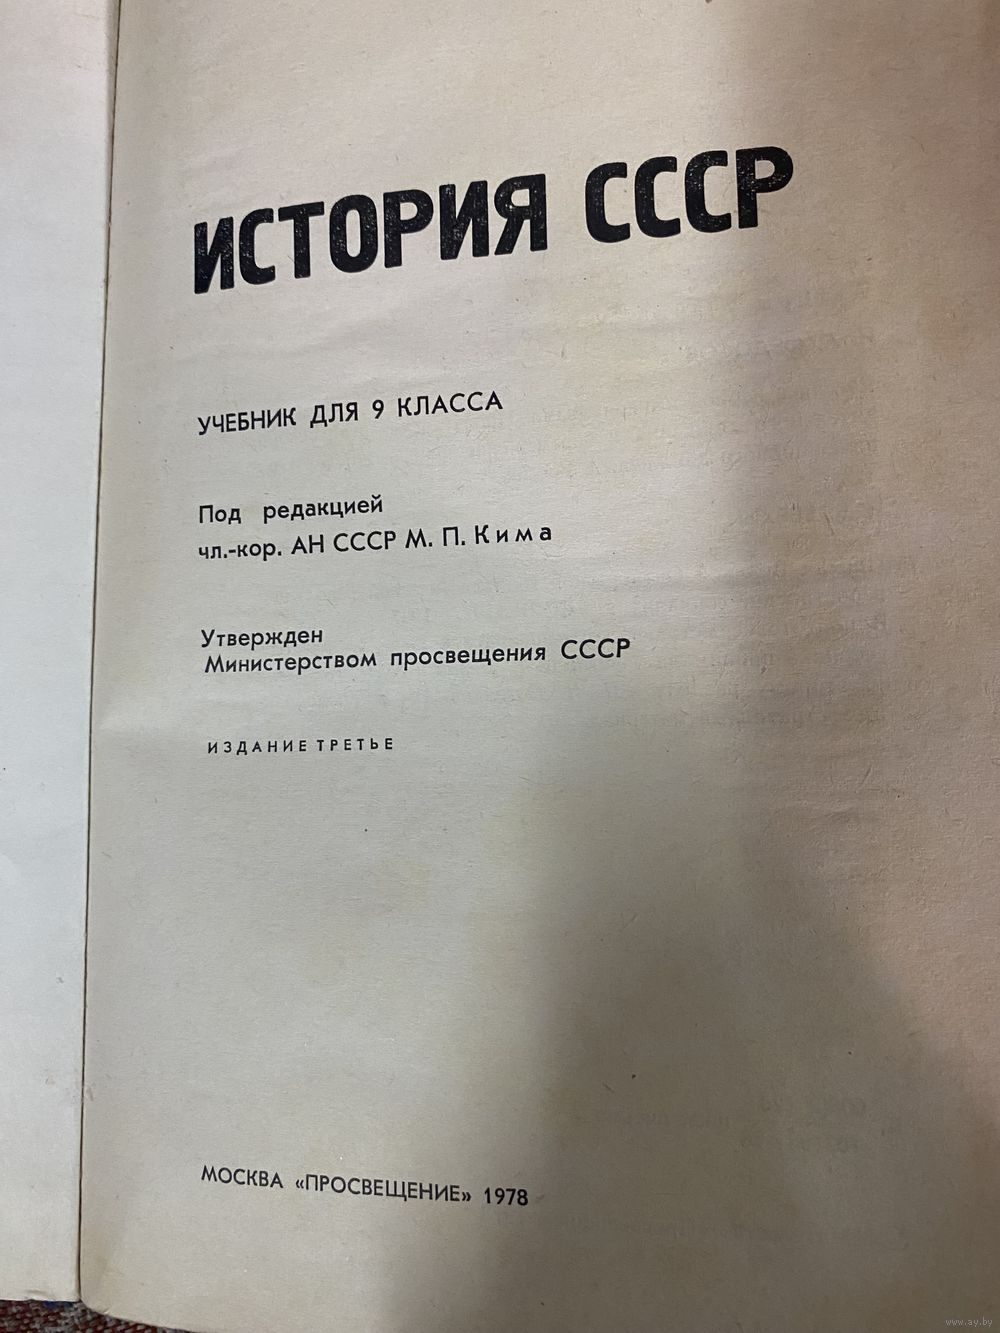 ИСТОРИЯ СССР
УЧЕБНИК ДЛЯ 9 КЛАССА
Под редакцией
чл.-кор. АН СССР М. П. Кима
Утвержден
Министерством просвещения СССР
ИЗДАНИЕ ТРЕТЬЕ
МОСКВА «ПРОСВЕЩЕНИЕ» 1978
www.ay.by